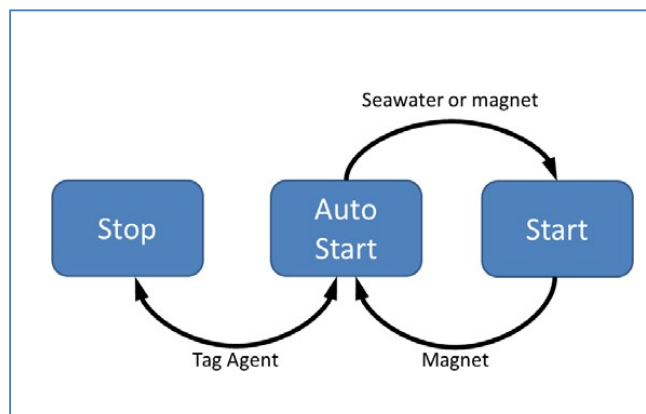 Seawater or magnet
Stop
Auto
Start
Start
Tag Agent
Magnet